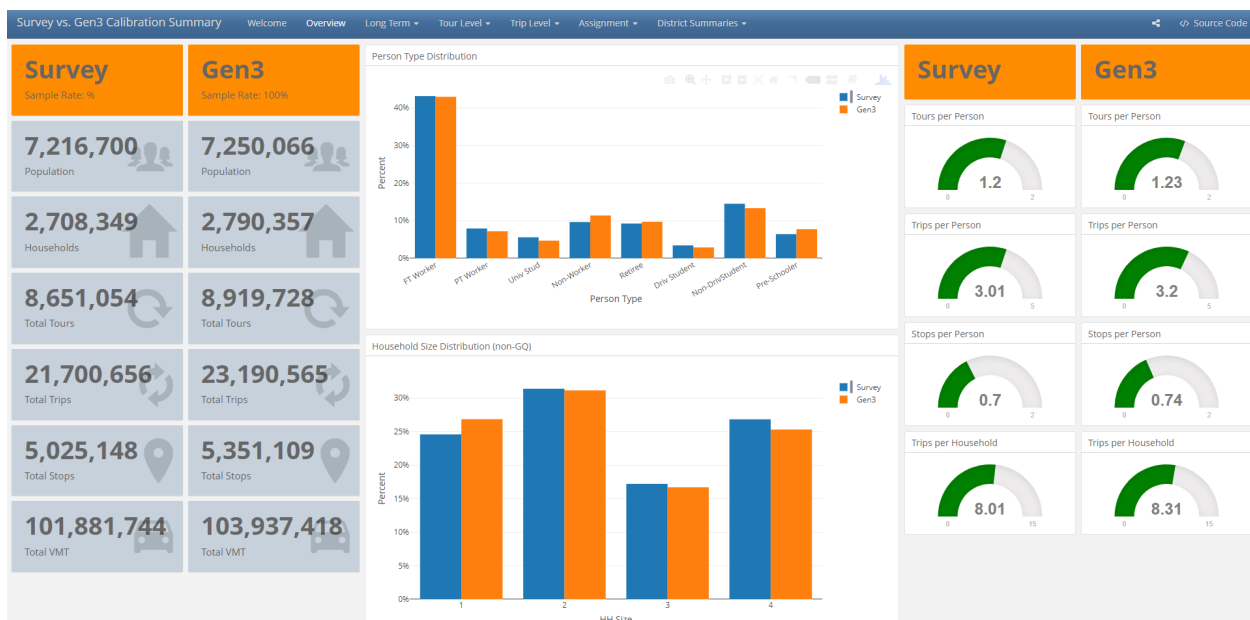 Survey vs. Gen3 Calibration Summary Welcome Overview Long Term Tour Level Trip Level Assignment District Summaries </> Source Code
Survey
Sample Rate: %
Gen3
Sample Rate: 100%
7,216,700
Population
7,250,066
Population
2,708,349
Households
2,790,357
Households
8,651,054
Total Tours
8,919,728
Total Tours
21,700,656
Total Trips
23,190,565
Total Trips
5,025,148
Total Stops
5,351,109
Total Stops
101,881,744
Total VMT
103,937,418
Total VMT
Person Type Distribution
Survey
Gen3
40%
30%
20%
10%
0%
Percent
FT Worker
PT Worker
Univ Stud
Non-Worker
Retiree
Driv Student
Non-DrivStudent
Pre-Schooler
Person Type
Household Size Distribution (non-GQ)
Survey
Gen3
30%
25%
20%
15%
10%
5%
0%
Percent
1 2 3 4
HH Size
Survey
Gen3
Tours per Person
1.2
0 2
Tours per Person
1.23
0 2
Trips per Person
3.01
0 5
Trips per Person
3.2
0 5
Stops per Person
0.7
0 2
Stops per Person
0.74
0 2
Trips per Household
8.01
0 15
Trips per Household
8.31
0 15